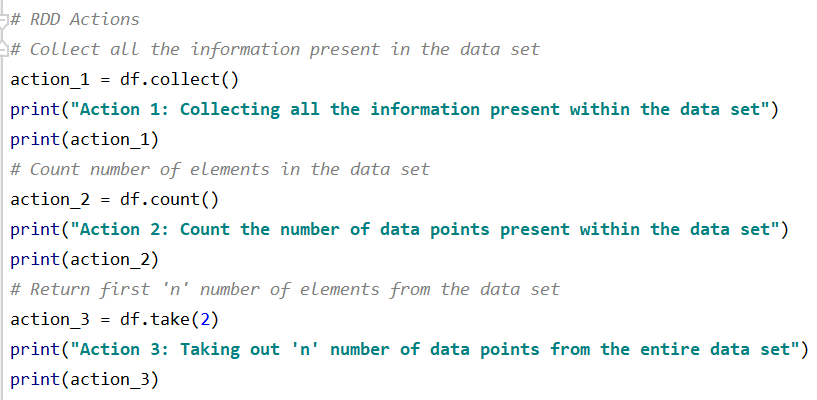 # RDD Actions
# Collect all the information present in the data set
action_1 = df.collect()
print("Action 1: Collecting all the information present within the data set")
print(action_1)
# Count number of elements in the data set
action_2 = df.count()
print("Action 2: Count the number of data points present within the data set")
print(action_2)
# Return first 'n' number of elements from the data set
action_3 = df.take(2)
print("Action 3: Taking out 'n' number of data points from the entire data set")
print(action_3)